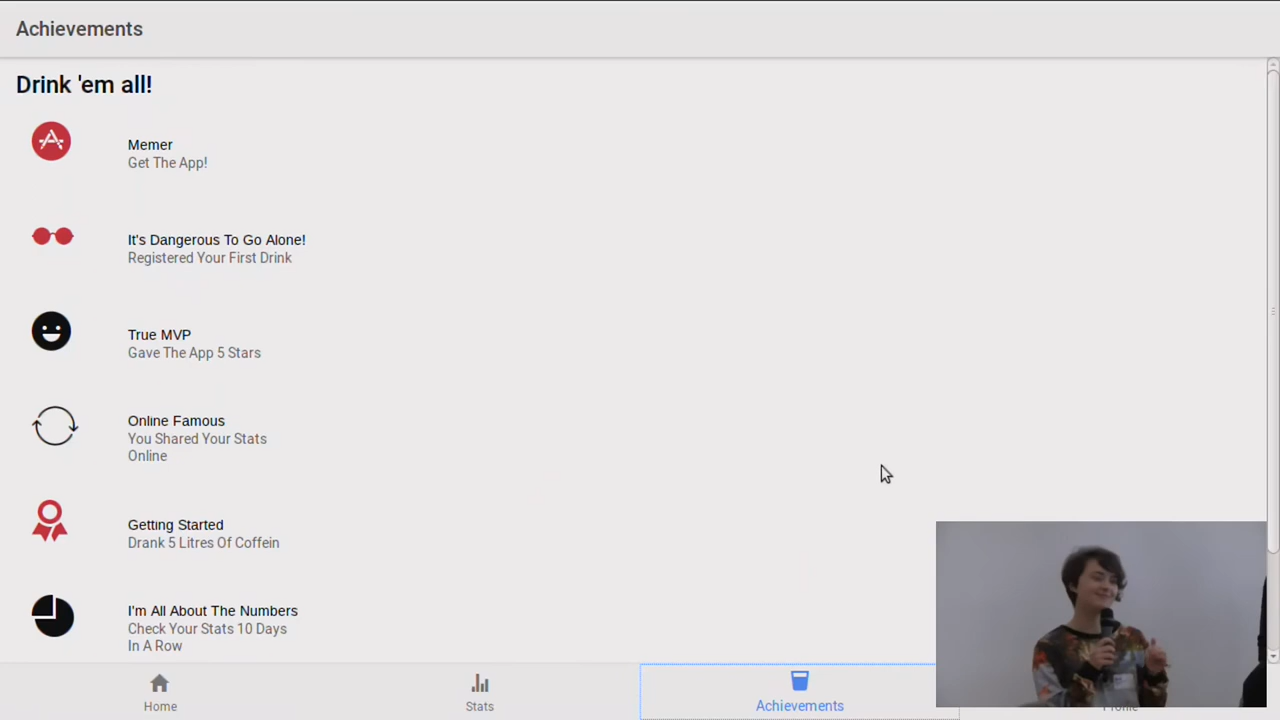 Achievements
Drink 'em all!
Memer
Get The App!
It's Dangerous To Go Alone!
Registered Your First Drink
True MVP
Gave The App 5 Stars
Online Famous
You Shared Your Stats
Online
Getting Started
Drank 5 Litres Of Coffein
I'm All About The Numbers
Check Your Stats 10 Days
In A Row
Home
Stats
Achievements
Profile